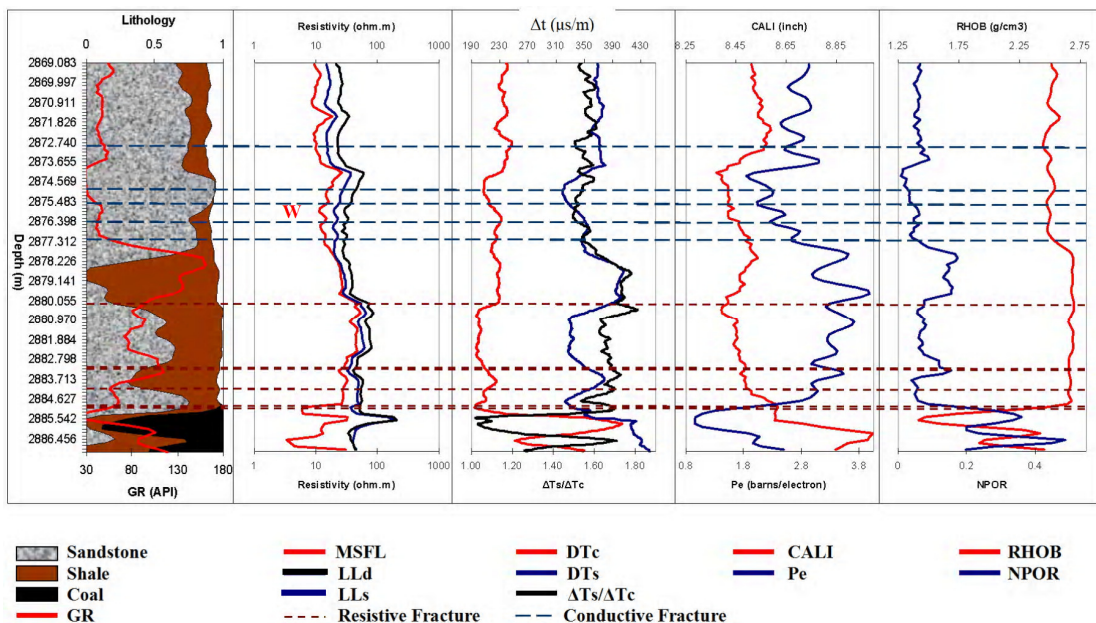 Lithology
0 0.5 1
Resistivity (ohm.m)
1 10 100 1000
Δt (μs/m)
190 240 290 340 390 430
CALI (inch)
8.25 8.45 8.65 8.85
RHOB (g/cm3)
1.25 1.75 2.25 2.75
Depth (m)
2869.083
2869.997
2870.911
2871.826
2872.740
2873.655
2874.569
2875.483
2876.398
2877.312
2878.226
2879.141
2880.055
2880.970
2881.884
2882.798
2883.713
2884.627
2885.542
2886.456
W
30 80 130 180
GR (API)
1 10 100 1000
Resistivity (ohm.m)
1.00 1.20 1.40 1.60 1.80
ΔTs/ΔTc
0.8 1.8 2.8 3.8
Pe (barns/electron)
0 0.2 0.4
NPOR
Sandstone MSFL DTc CALI RHOB
Shale LLd DTs Pe NPOR
Coal LLs ΔTs/ΔTc
GR Resistive Fracture Conductive Fracture